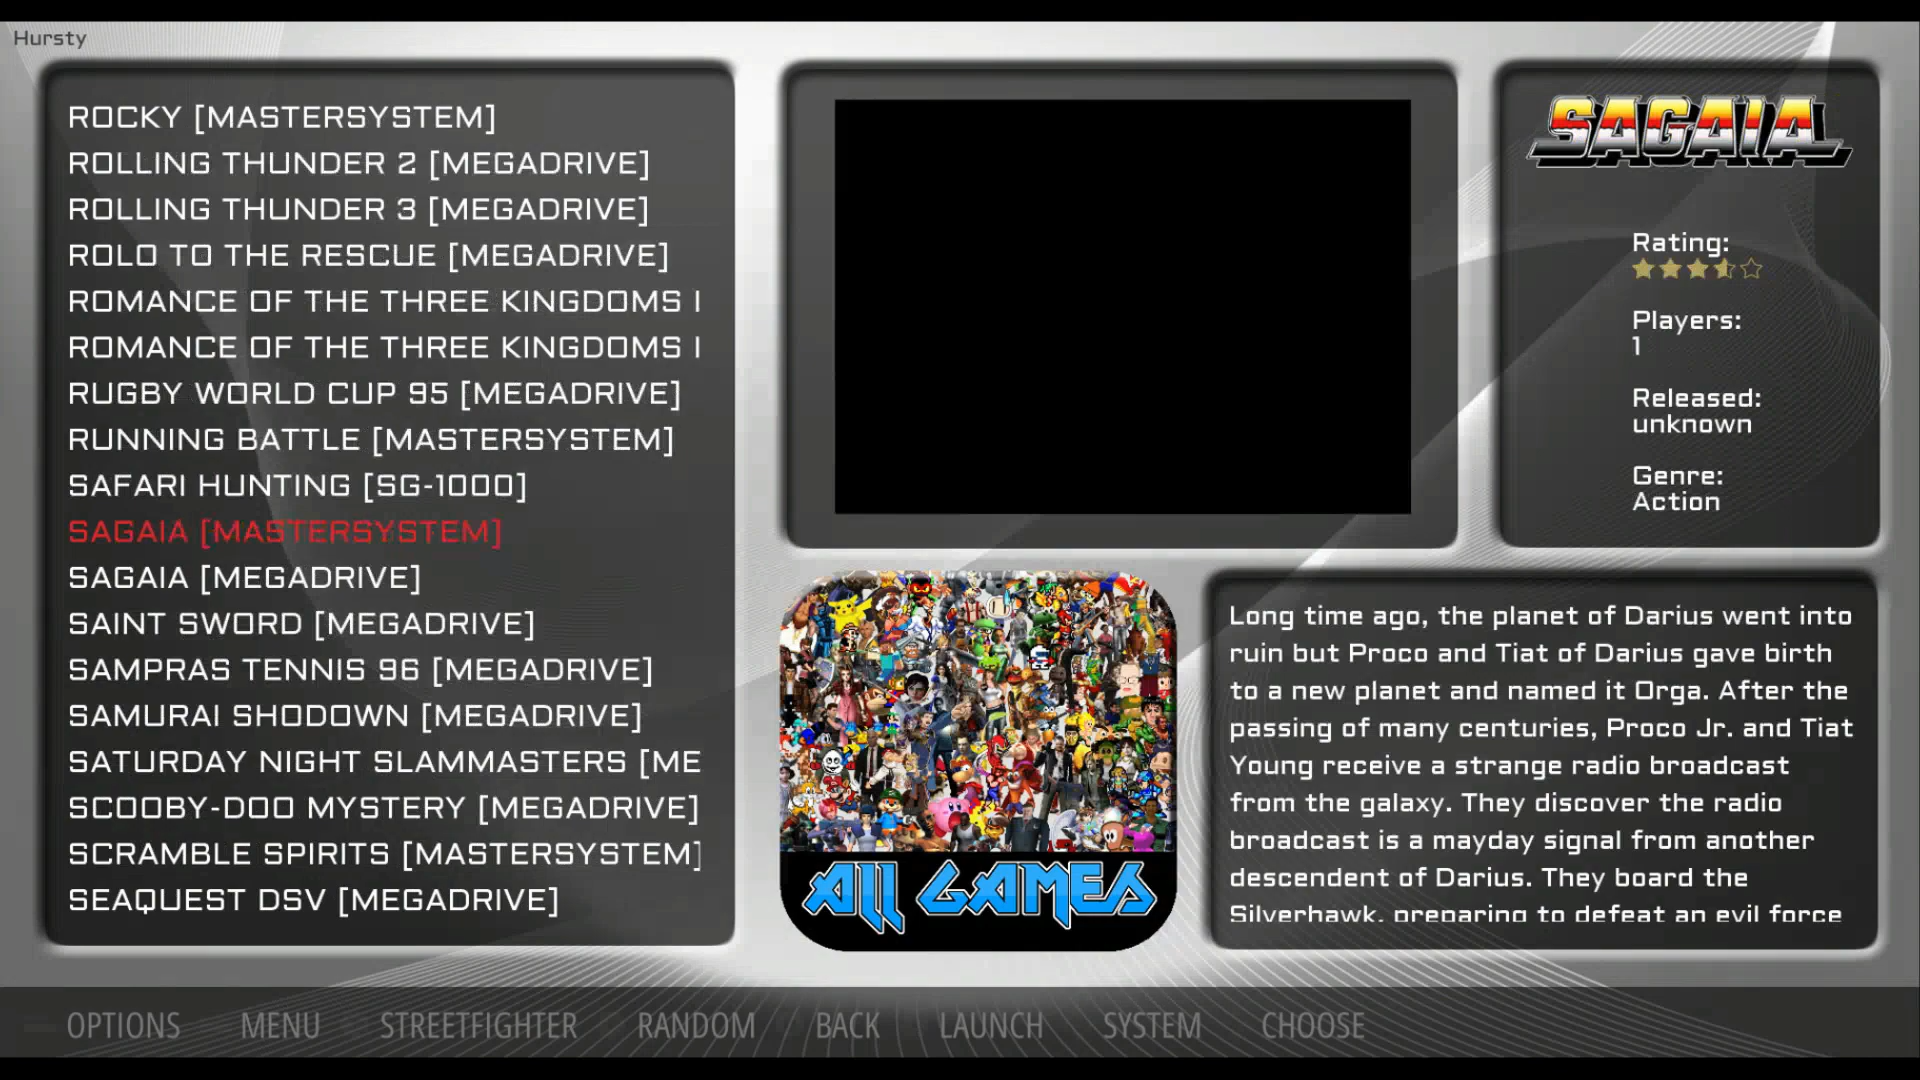 Hursty
ROCKY [MASTERSYSTEM]
ROLLING THUNDER 2 [MEGADRIVE]
ROLLING THUNDER 3 [MEGADRIVE]
ROLO TO THE RESCUE [MEGADRIVE]
ROMANCE OF THE THREE KINGDOMS I
ROMANCE OF THE THREE KINGDOMS I
RUGBY WORLD CUP 95 [MEGADRIVE]
RUNNING BATTLE [MASTERSYSTEM]
SAFARI HUNTING [SG-1000]
SAGAIA [MASTERSYSTEM]
SAGAIA [MEGADRIVE]
SAINT SWORD [MEGADRIVE]
SAMPRAS TENNIS 96 [MEGADRIVE]
SAMURAI SHODOWN [MEGADRIVE]
SATURDAY NIGHT SLAMMASTERS [ME
SCOOBY-DOO MYSTERY [MEGADRIVE]
SCRAMBLE SPIRITS [MASTERSYSTEM]
SEAQUEST DSV [MEGADRIVE]
SAGAIA
Rating:
Players:
1
Released:
unknown
Genre:
Action
ALL GAMES
Long time ago, the planet of Darius went into
ruin but Proco and Tiat of Darius gave birth
to a new planet and named it Orga. After the
passing of many centuries, Proco Jr. and Tiat
Young receive a strange radio broadcast
from the galaxy. They discover the radio
broadcast is a mayday signal from another
descendent of Darius. They board the
Silverhawk, preparing to defeat an evil force
OPTIONS MENU STREETFIGHTER RANDOM BACK LAUNCH SYSTEM CHOOSE